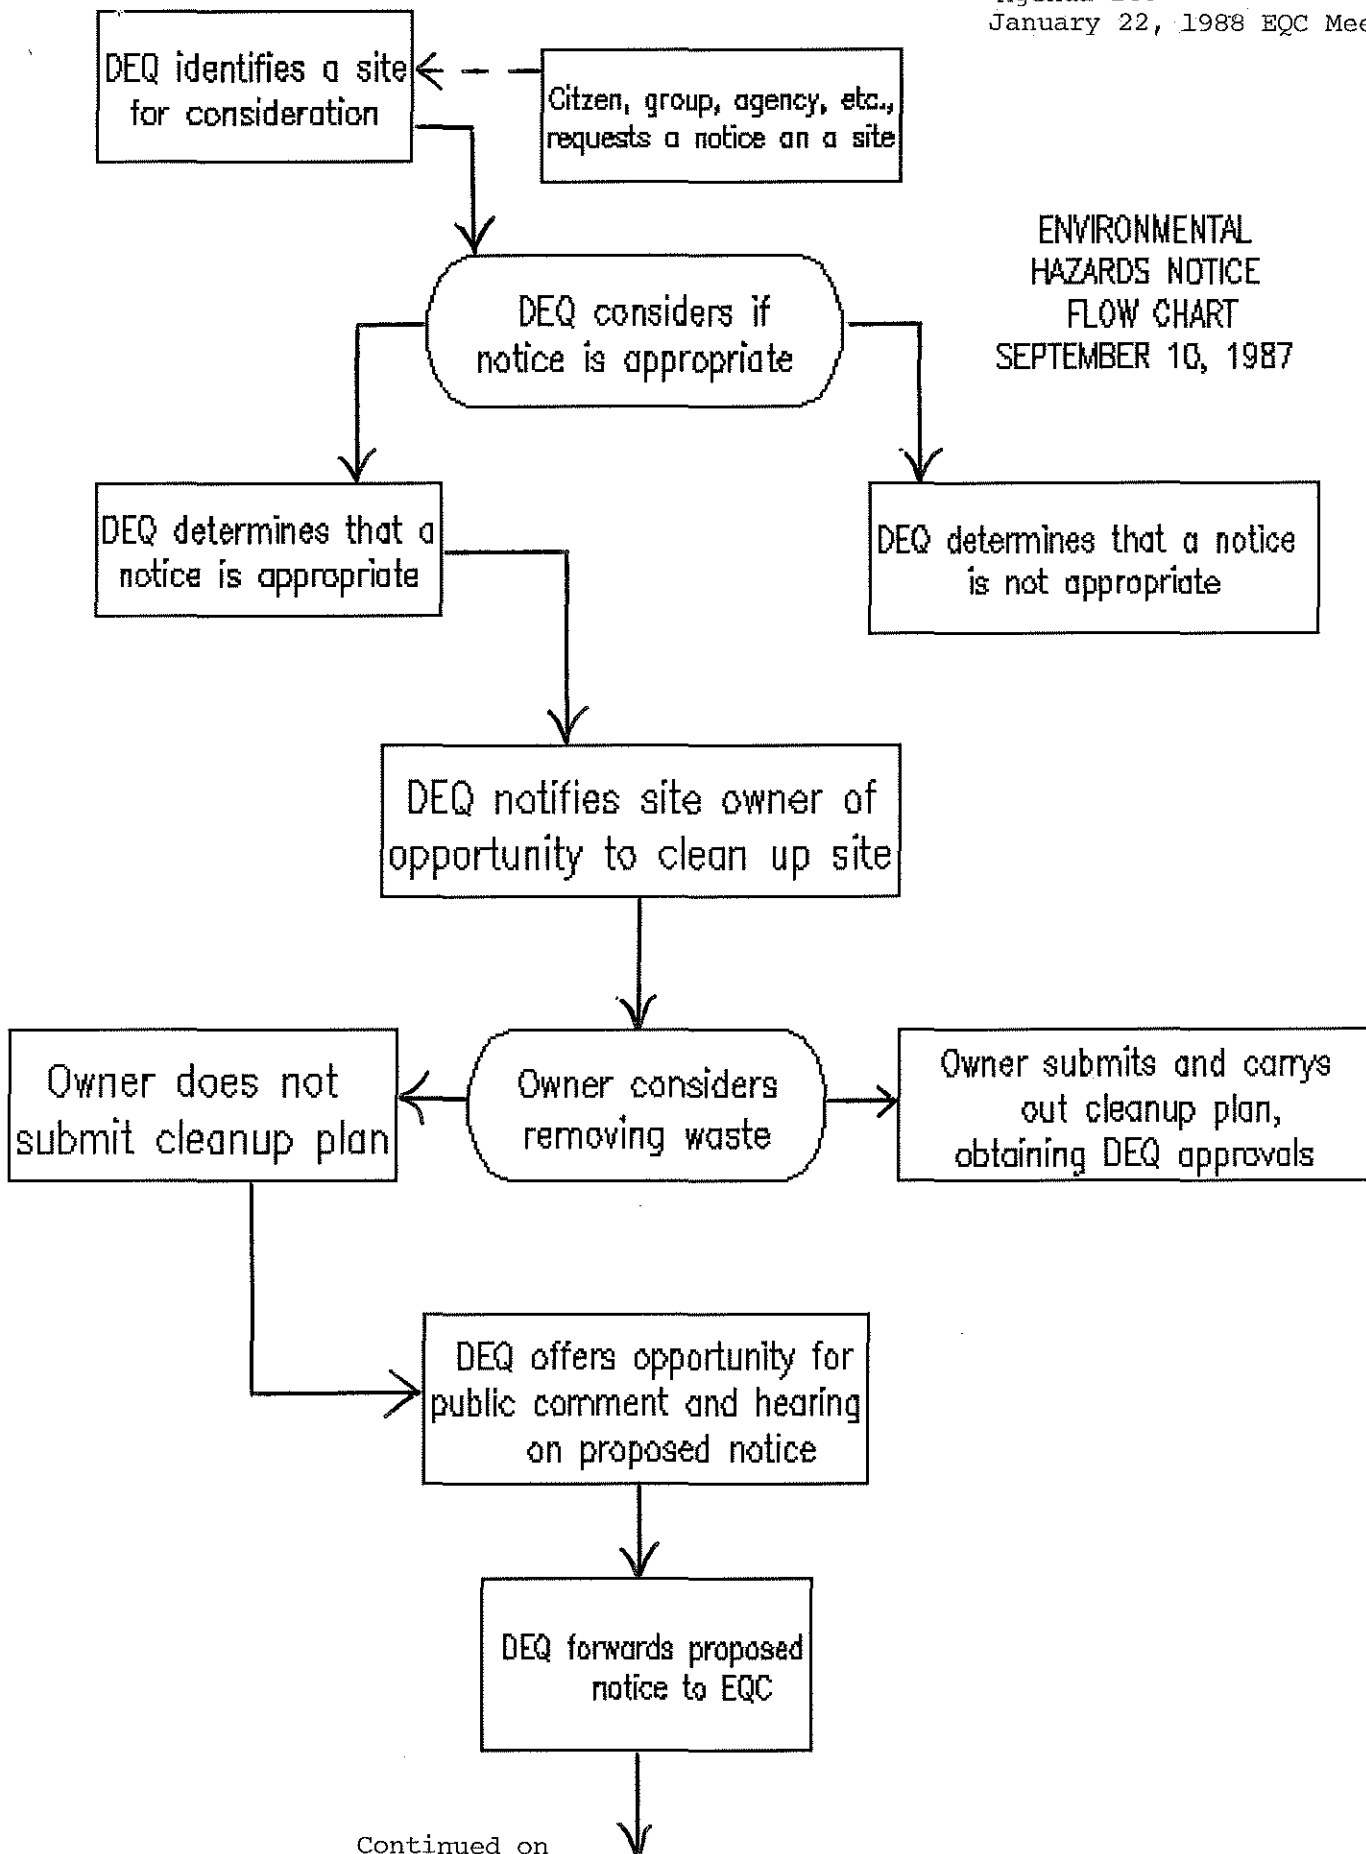 January 22, 1988 EQC
DEQ identifies a site
for consideration
Citzen, group, agency, etc.,
requests a notice an a site
ENVIRONMENTAL
HAZARDS NOTICE
FLOW CHART
SEPTEMBER 10, 1987
DEQ considers if
notice is appropriate
DEQ determines that a
notice is appropriate
DEQ determines that a notice
is not appropriate
DEQ notifies site owner of
opportunity to clean up site
Owner does not
submit cleanup plan
Owner considers
removing waste
Owner submits and carrys
out cleanup plan,
obtaining DEQ approvals
DEQ offers opportunity for
public comment and hearing
on proposed notice
DEQ forwards proposed
notice to EQC
Continued on